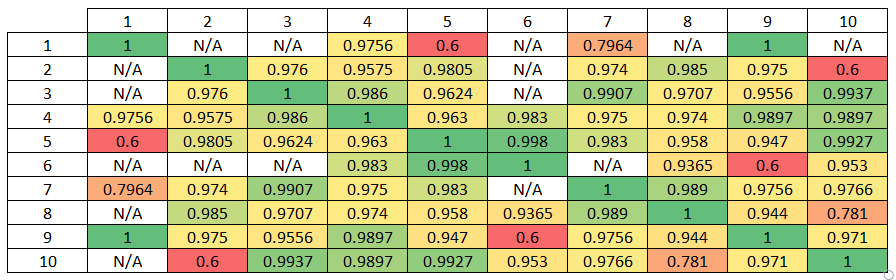 1 2 3 4 5 6 7 8 9 10
1 1 N/A N/A 0.9756 0.6 N/A 0.7964 N/A 1 N/A
2 N/A 1 0.976 0.9575 0.9805 N/A 0.974 0.985 0.975 0.6
3 N/A 0.976 1 0.986 0.9624 N/A 0.9907 0.9707 0.9556 0.9937
4 0.9756 0.9575 0.986 1 0.963 0.983 0.975 0.974 0.9897 0.9897
5 0.6 0.9805 0.9624 0.963 1 0.998 0.983 0.958 0.947 0.9927
6 N/A N/A N/A 0.983 0.998 1 N/A 0.9365 0.6 0.953
7 0.7964 0.974 0.9907 0.975 0.983 N/A 1 0.989 0.9756 0.9766
8 N/A 0.985 0.9707 0.974 0.958 0.9365 0.989 1 0.944 0.781
9 1 0.975 0.9556 0.9897 0.947 0.6 0.9756 0.944 1 0.971
10 N/A 0.6 0.9937 0.9897 0.9927 0.953 0.9766 0.781 0.971 1